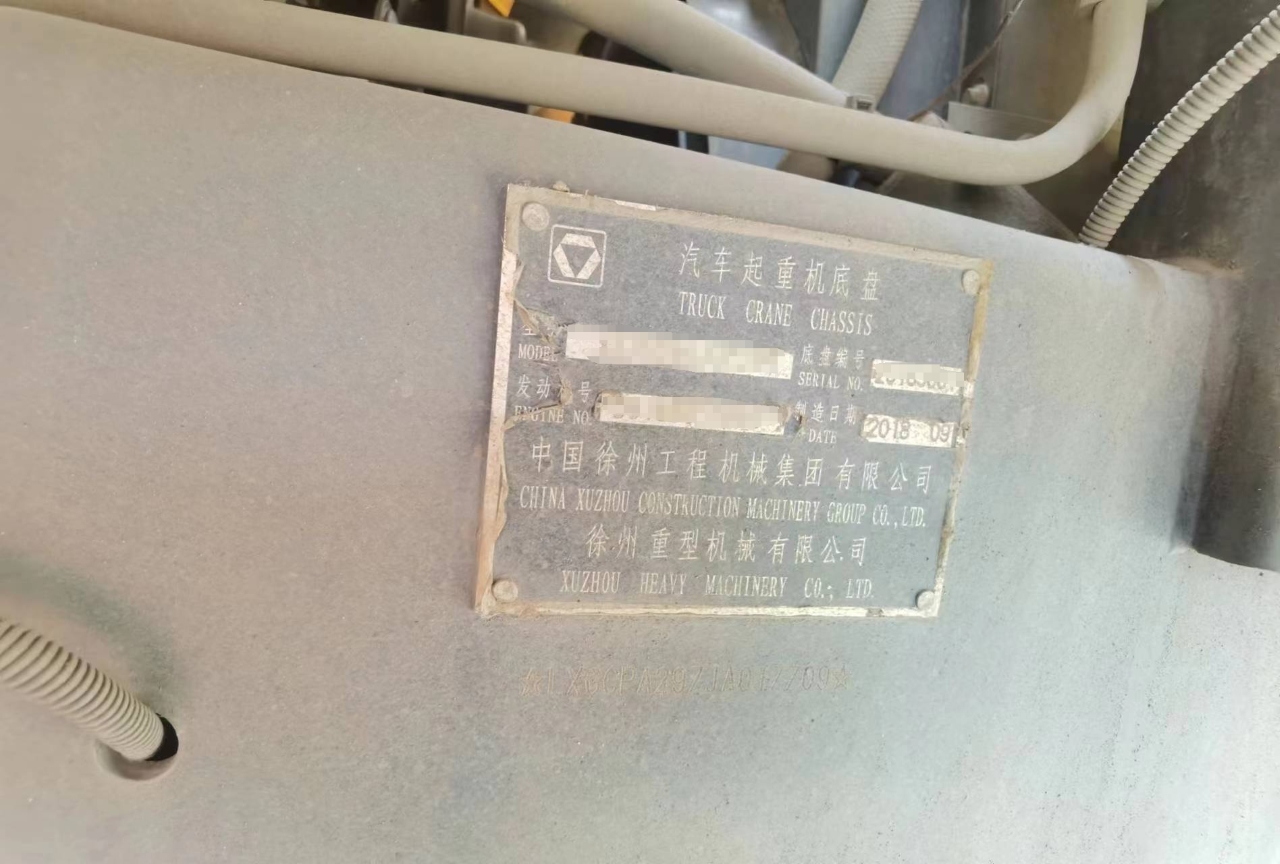 汽车起重机底盘
TRUCK CRANE CHASSIS
MODEL
底盘编号
SERIAL NO.
发动 号
ENGINE NO.
制造日期
DATE
2018 09
中国徐州工程机械集团有限公司
CHINA XUZHOU CONSTRUCTION MACHINERY GROUP CO.,LTD.
徐州重型机械有限公司
XUZHOU HEAVY MACHINERY CO., LTD.